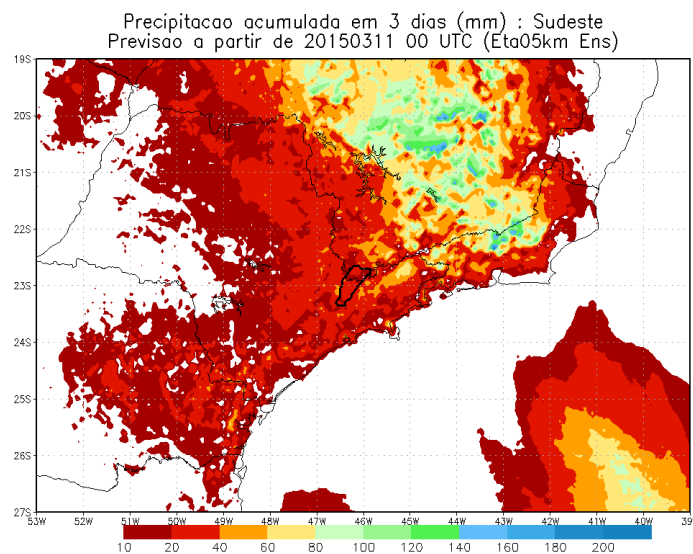 Precipitacao acumulada em 3 dias (mm) : Sudeste
Previsao a partir de 20150311 00 UTC (Eta05km Ens)
19S
20S
21S
22S
23S
24S
25S
26S
27S
53W 52W 51W 50W 49W 48W 47W 46W 45W 44W 43W 42W 41W 40W 39
10 20 40 60 80 100 120 140 160 180 200